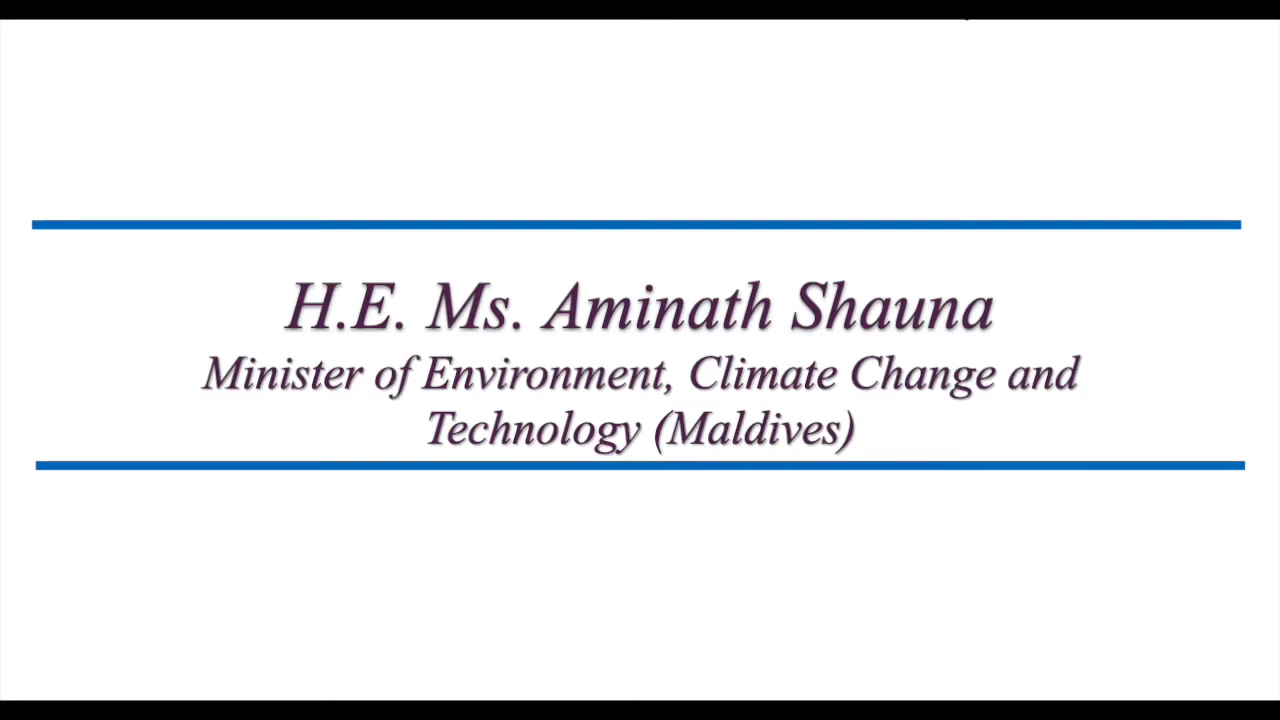 H.E. Ms. Aminath Shauna
Minister of Environment, Climate Change and
Technology (Maldives)